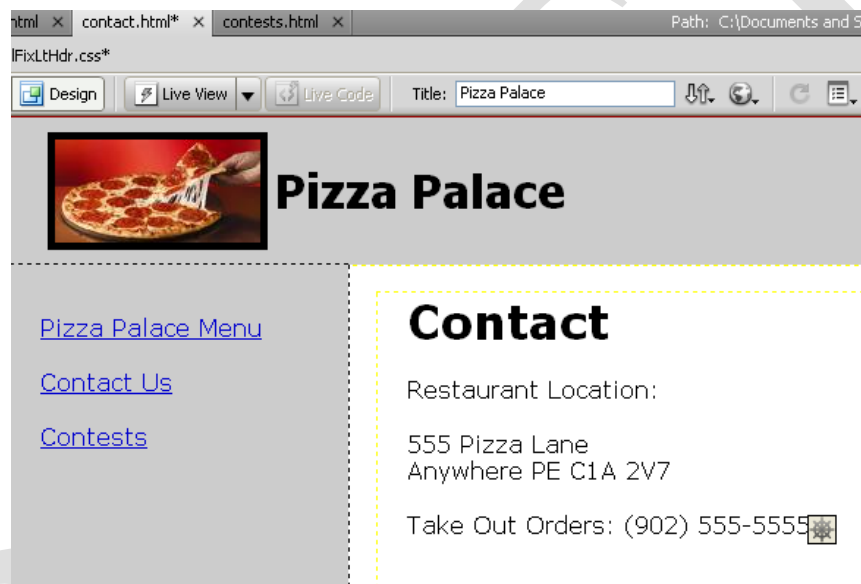 html × contact.html* × contests.html × Path: C:\Documents and S
lFixLtHdr.css*
Design Live View Live Code Title: Pizza Palace
Pizza Palace
Pizza Palace Menu
Contact Us
Contests
Contact
Restaurant Location:
555 Pizza Lane
Anywhere PE C1A 2V7
Take Out Orders: (902) 555-5555